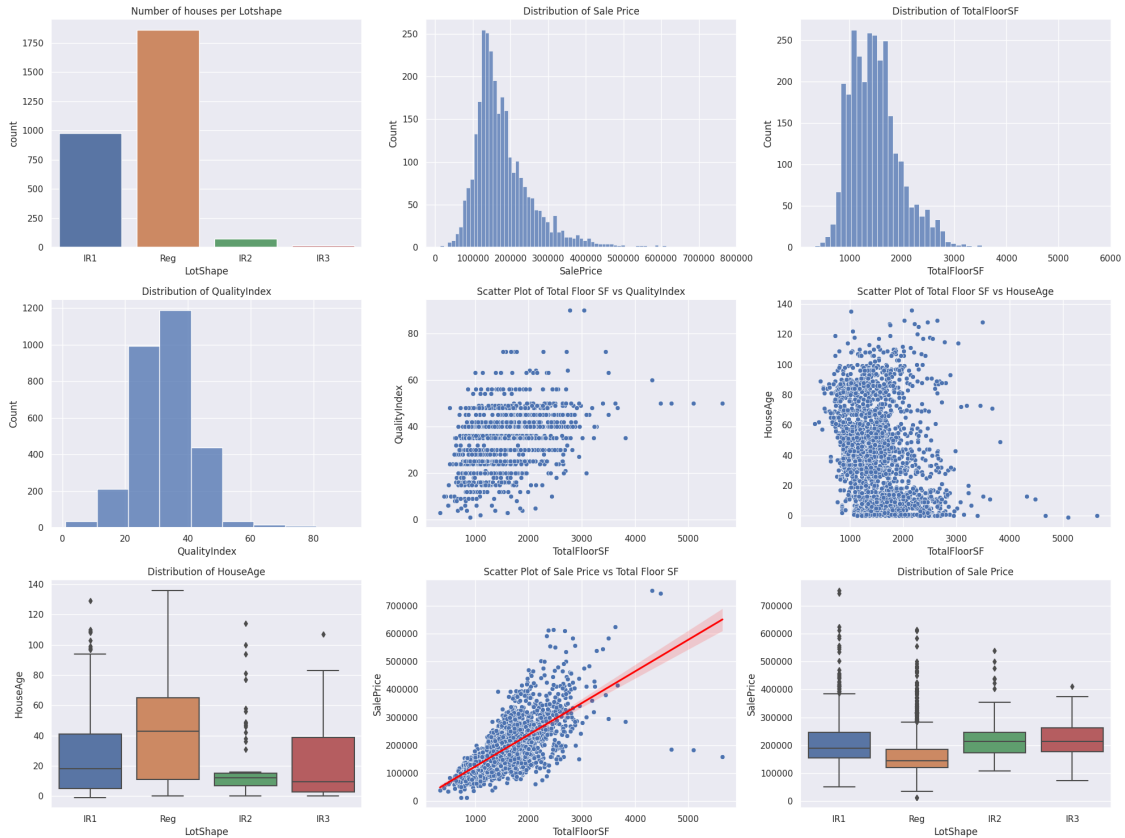 Number of houses per Lotshape
1750
1500
1250
1000
750
500
250
0
count
IR1 Reg IR2 IR3
LotShape
Distribution of Sale Price
250
200
150
100
50
0
Count
0 100000 200000 300000 400000 500000 600000 700000 800000
SalePrice
Distribution of TotalFloorSF
250
200
150
100
50
0
Count
1000 2000 3000 4000 5000 6000
TotalFloorSF
Distribution of QualityIndex
1200
1000
800
600
400
200
0
Count
0 20 40 60 80
QualityIndex
Scatter Plot of Total Floor SF vs QualityIndex
80
60
40
20
0
QualityIndex
1000 2000 3000 4000 5000
TotalFloorSF
Scatter Plot of Total Floor SF vs HouseAge
140
120
100
80
60
40
20
0
HouseAge
1000 2000 3000 4000 5000
TotalFloorSF
Distribution of HouseAge
140
120
100
80
60
40
20
0
HouseAge
IR1 Reg IR2 IR3
LotShape
Scatter Plot of Sale Price vs Total Floor SF
700000
600000
500000
400000
300000
200000
100000
0
SalePrice
1000 2000 3000 4000 5000
TotalFloorSF
Distribution of Sale Price
700000
600000
500000
400000
300000
200000
100000
0
SalePrice
IR1 Reg IR2 IR3
LotShape